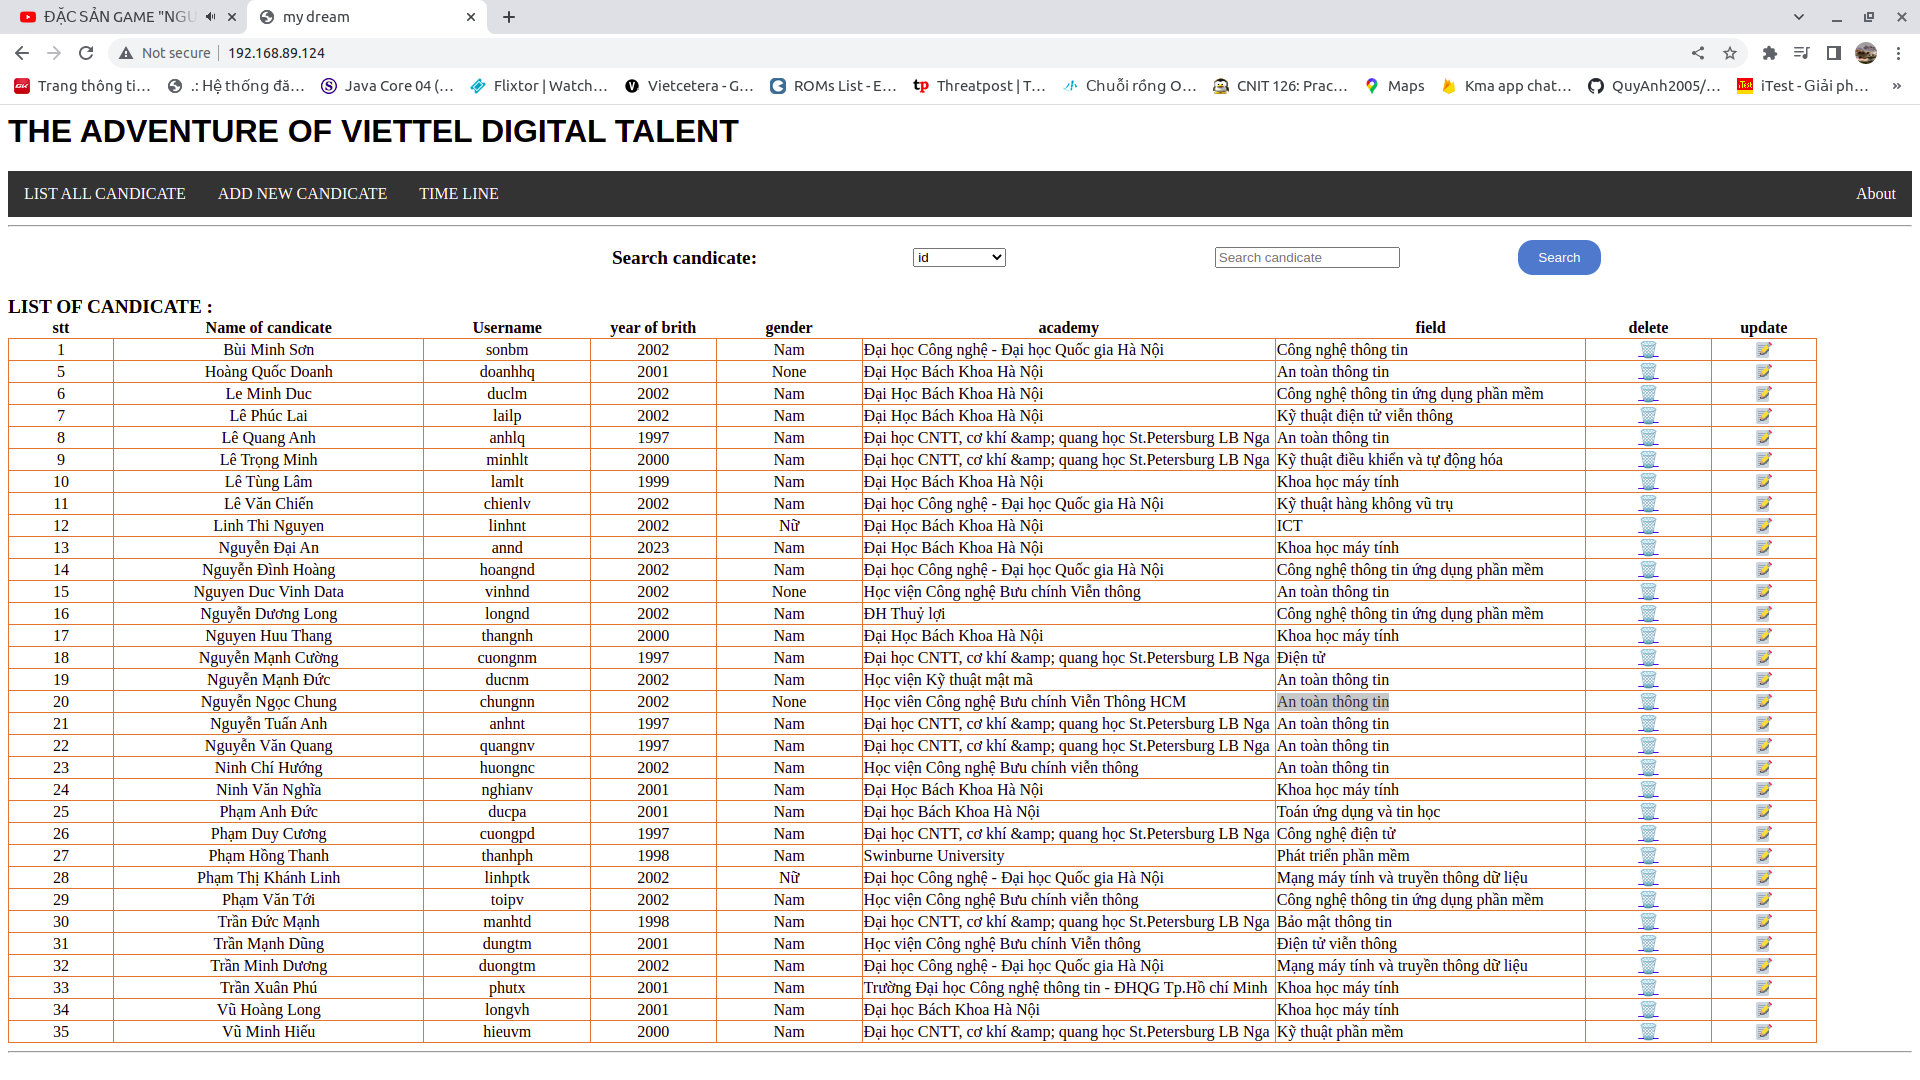 ĐẶC SẢN GAME "NGU
my dream
Not secure
192.168.89.124
Trang thông ti…
.: Hệ thống đă…
Java Core 04 (…
Flixtor | Watch…
Vietcetera - G…
ROMs List - E…
Threatpost | T…
Chuỗi rồng O…
CNIT 126: Prac…
Maps
Kma app chat…
QuyAnh2005/…
iTest - Giải ph…
»
THE ADVENTURE OF VIETTEL DIGITAL TALENT
LIST ALL CANDICATE ADD NEW CANDICATE TIME LINE About
Search candicate: id Search candicate Search
LIST OF CANDICATE :
stt Name of candicate Username year of brith gender academy field delete update
1 Bùi Minh Sơn sonbm 2002 Nam Đại học Công nghệ - Đại học Quốc gia Hà Nội Công nghệ thông tin
5 Hoàng Quốc Doanh doanhhq 2001 None Đại Học Bách Khoa Hà Nội An toàn thông tin
6 Le Minh Duc duclm 2002 Nam Đại Học Bách Khoa Hà Nội Công nghệ thông tin ứng dụng phần mềm
7 Lê Phúc Lai lailp 2002 Nam Đại Học Bách Khoa Hà Nội Kỹ thuật điện tử viễn thông
8 Lê Quang Anh anhlq 1997 Nam Đại học CNTT, cơ khí &amp; quang học St.Petersburg LB Nga An toàn thông tin
9 Lê Trọng Minh minhlt 2000 Nam Đại học CNTT, cơ khí &amp; quang học St.Petersburg LB Nga Kỹ thuật điều khiển và tự động hóa
10 Lê Tùng Lâm lamlt 1999 Nam Đại Học Bách Khoa Hà Nội Khoa học máy tính
11 Lê Văn Chiến chienlv 2002 Nam Đại học Công nghệ - Đại học Quốc gia Hà Nội Kỹ thuật hàng không vũ trụ
12 Linh Thi Nguyen linhnt 2002 Nữ Đại Học Bách Khoa Hà Nội ICT
13 Nguyễn Đại An annd 2023 Nam Đại Học Bách Khoa Hà Nội Khoa học máy tính
14 Nguyễn Đình Hoàng hoangnd 2002 Nam Đại học Công nghệ - Đại học Quốc gia Hà Nội Công nghệ thông tin ứng dụng phần mềm
15 Nguyen Duc Vinh Data vinhnd 2002 None Học viện Công nghệ Bưu chính Viễn thông An toàn thông tin
16 Nguyễn Dương Long longnd 2002 Nam ĐH Thuỷ lợi Công nghệ thông tin ứng dụng phần mềm
17 Nguyen Huu Thang thangnh 2000 Nam Đại Học Bách Khoa Hà Nội Khoa học máy tính
18 Nguyễn Mạnh Cường cuongnm 1997 Nam Đại học CNTT, cơ khí &amp; quang học St.Petersburg LB Nga Điện tử
19 Nguyễn Mạnh Đức ducnm 2002 Nam Học viện Kỹ thuật mật mã An toàn thông tin
20 Nguyễn Ngọc Chung chungnn 2002 None Học viên Công nghệ Bưu chính Viễn Thông HCM An toàn thông tin
21 Nguyễn Tuấn Anh anhnt 1997 Nam Đại học CNTT, cơ khí &amp; quang học St.Petersburg LB Nga An toàn thông tin
22 Nguyễn Văn Quang quangnv 1997 Nam Đại học CNTT, cơ khí &amp; quang học St.Petersburg LB Nga An toàn thông tin
23 Ninh Chí Hướng huongnc 2002 Nam Học viện Công nghệ Bưu chính viễn thông An toàn thông tin
24 Ninh Văn Nghĩa nghianv 2001 Nam Đại Học Bách Khoa Hà Nội Khoa học máy tính
25 Phạm Anh Đức ducpa 2001 Nam Đại học Bách Khoa Hà Nội Toán ứng dụng và tin học
26 Phạm Duy Cương cuongpd 1997 Nam Đại học CNTT, cơ khí &amp; quang học St.Petersburg LB Nga Công nghệ điện tử
27 Phạm Hồng Thanh thanhph 1998 Nam Swinburne University Phát triển phần mềm
28 Phạm Thị Khánh Linh linhptk 2002 Nữ Đại học Công nghệ - Đại học Quốc gia Hà Nội Mạng máy tính và truyền thông dữ liệu
29 Phạm Văn Tới toipv 2002 Nam Học viện Công nghệ Bưu chính viễn thông Công nghệ thông tin ứng dụng phần mềm
30 Trần Đức Mạnh manhtd 1998 Nam Đại học CNTT, cơ khí &amp; quang học St.Petersburg LB Nga Bảo mật thông tin
31 Trần Mạnh Dũng dungtm 2001 Nam Học viện Công nghệ Bưu chính Viễn thông Điện tử viễn thông
32 Trần Minh Dương duongtm 2002 Nam Đại học Công nghệ - Đại học Quốc gia Hà Nội Mạng máy tính và truyền thông dữ liệu
33 Trần Xuân Phú phutx 2001 Nam Trường Đại học Công nghệ thông tin - ĐHQG Tp.Hồ chí Minh Khoa học máy tính
34 Vũ Hoàng Long longvh 2001 Nam Đại học Bách Khoa Hà Nội Khoa học máy tính
35 Vũ Minh Hiếu hieuvm 2000 Nam Đại học CNTT, cơ khí &amp; quang học St.Petersburg LB Nga Kỹ thuật phần mềm